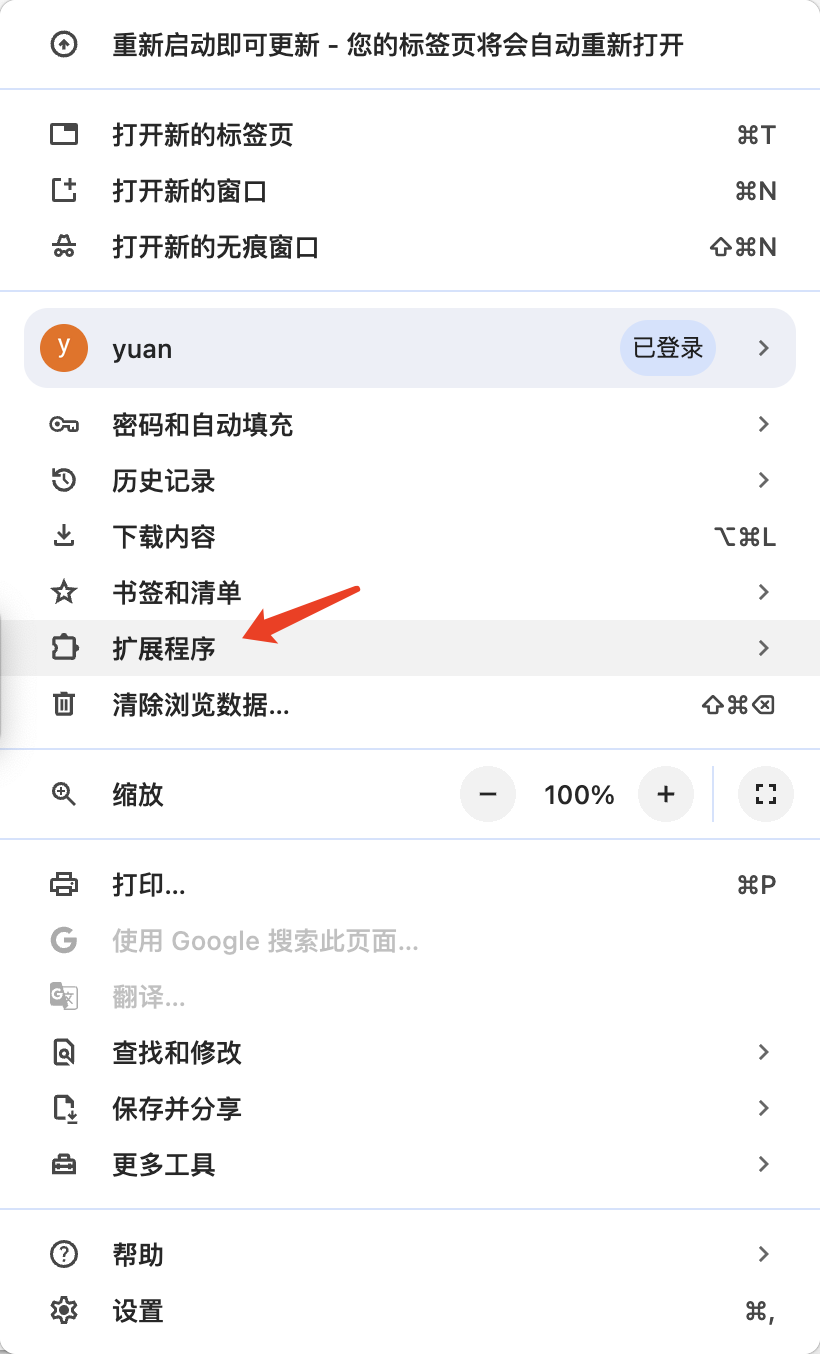 重新启动即可更新 - 您的标签页将会自动重新打开
打开新的标签页 ⌘T
打开新的窗口 ⌘N
打开新的无痕窗口 ⇧⌘N
y yuan 已登录
密码和自动填充
历史记录
下载内容 ⌥⌘L
书签和清单
扩展程序
清除浏览数据... ⇧⌘⌫
缩放 − 100% +
打印... ⌘P
使用 Google 搜索此页面...
翻译...
查找和修改
保存并分享
更多工具
帮助
设置 ⌘,